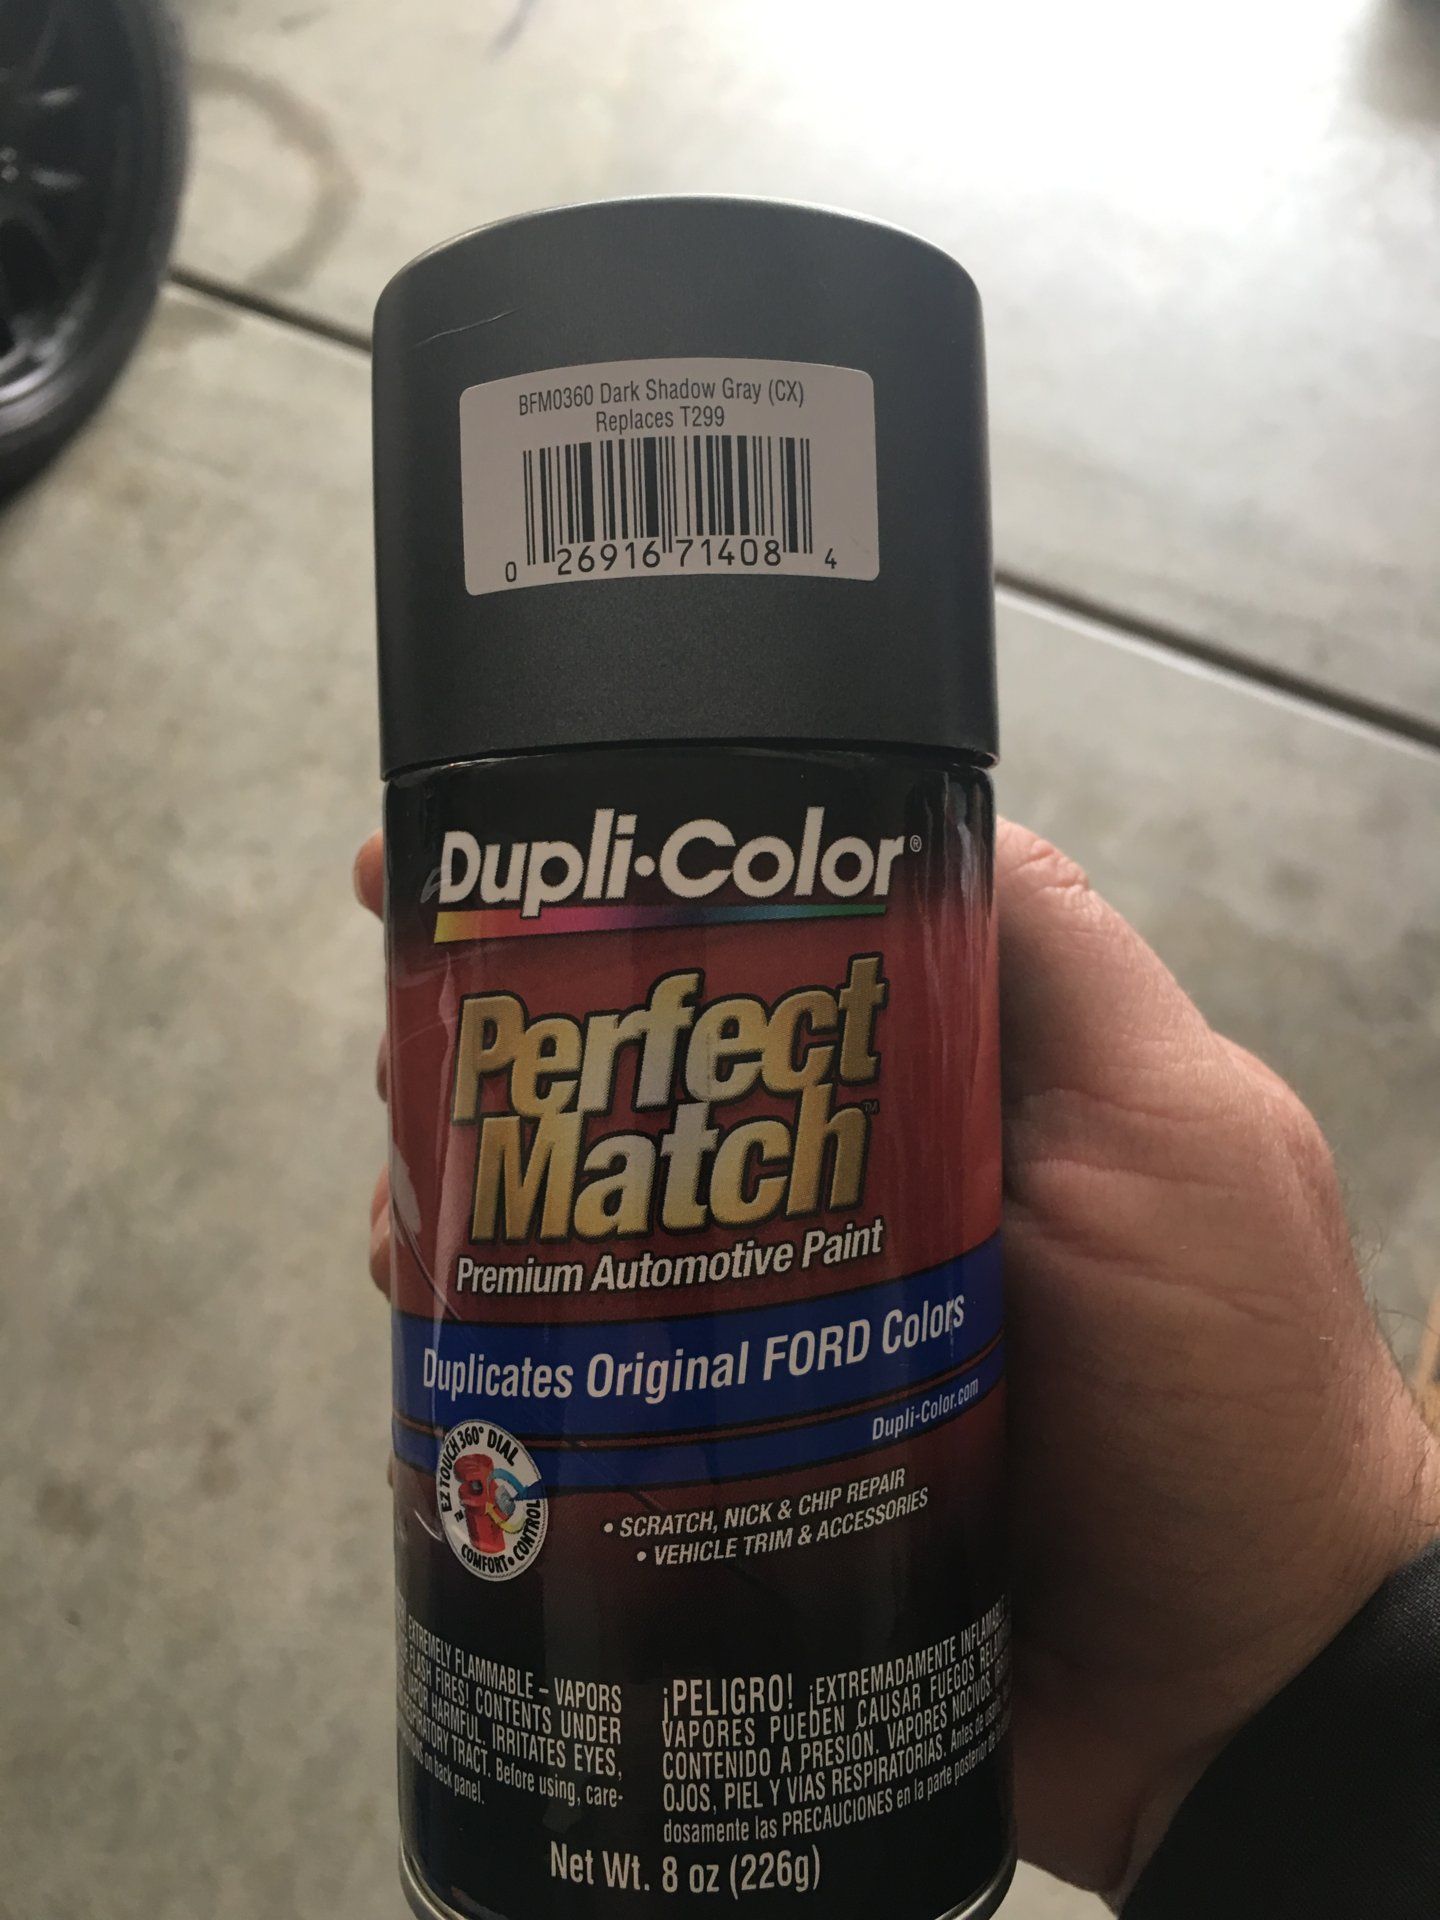 BFM0360 Dark Shadow Gray (CX)
Replaces T299
0 26916 71408 4
Dupli•Color®
Perfect
Match™
Premium Automotive Paint
Duplicates Original FORD Colors
Dupli-Color.com
EZ TOUCH 360° DIAL
COMFORT • CONTROL
• SCRATCH, NICK & CHIP REPAIR
• VEHICLE TRIM & ACCESSORIES
EXTREMELY FLAMMABLE – VAPORS
FLASH FIRES! CONTENTS UNDER
VAPOR HARMFUL. IRRITATES EYES,
TRACT. Before using, care-
on back panel.
¡PELIGRO! ¡EXTREMADAMENTE
VAPORES PUEDEN CAUSAR FUEGOS
CONTENIDO A PRESIÓN. VAPORES NOCIVOS.
OJOS, PIEL Y VIAS RESPIRATORIAS. Antes de
dosamente las PRECAUCIONES en la parte posterior
Net Wt. 8 oz (226g)